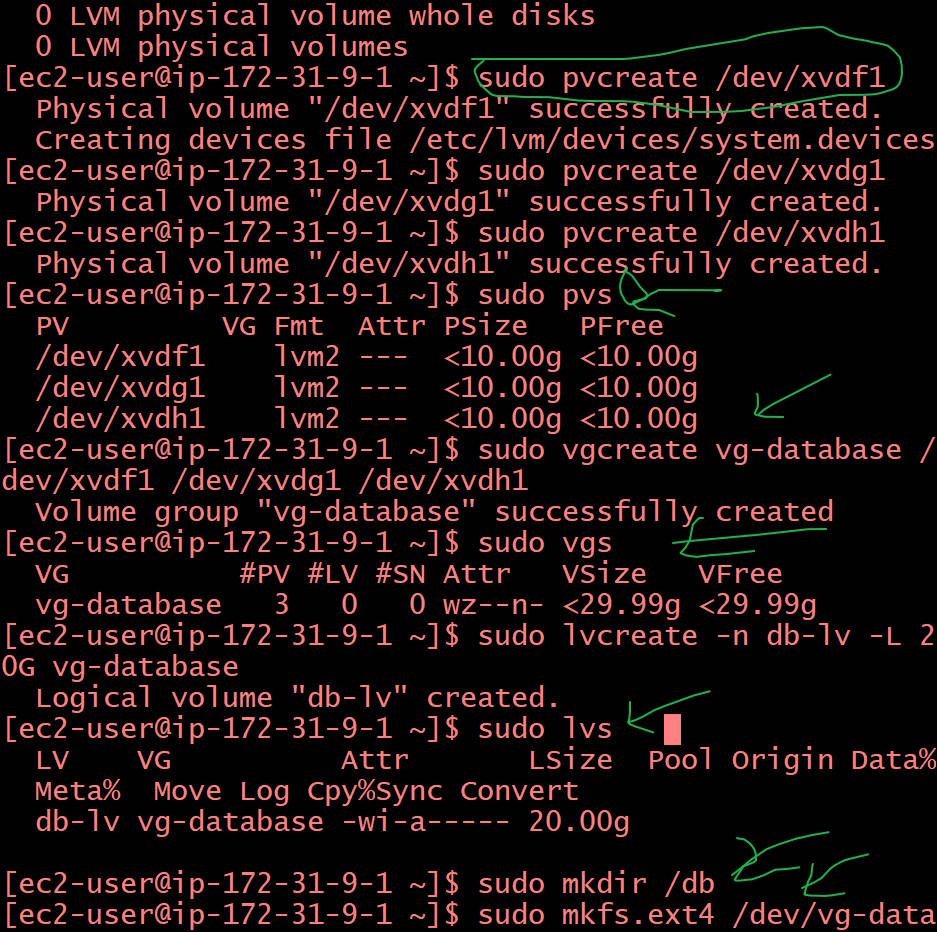 0 LVM physical volume whole disks
0 LVM physical volumes
[ec2-user@ip-172-31-9-1 ~]$ sudo pvcreate /dev/xvdf1
Physical volume "/dev/xvdf1" successfully created.
Creating devices file /etc/lvm/devices/system.devices
[ec2-user@ip-172-31-9-1 ~]$ sudo pvcreate /dev/xvdg1
Physical volume "/dev/xvdg1" successfully created.
[ec2-user@ip-172-31-9-1 ~]$ sudo pvcreate /dev/xvdh1
Physical volume "/dev/xvdh1" successfully created.
[ec2-user@ip-172-31-9-1 ~]$ sudo pvs
PV VG Fmt Attr PSize PFree
/dev/xvdf1 lvm2 --- <10.00g <10.00g
/dev/xvdg1 lvm2 --- <10.00g <10.00g
/dev/xvdh1 lvm2 --- <10.00g <10.00g
[ec2-user@ip-172-31-9-1 ~]$ sudo vgcreate vg-database /
dev/xvdf1 /dev/xvdg1 /dev/xvdh1
Volume group "vg-database" successfully created
[ec2-user@ip-172-31-9-1 ~]$ sudo vgs
VG #PV #LV #SN Attr VSize VFree
vg-database 3 0 0 wz--n- <29.99g <29.99g
[ec2-user@ip-172-31-9-1 ~]$ sudo lvcreate -n db-lv -L 2
0G vg-database
Logical volume "db-lv" created.
[ec2-user@ip-172-31-9-1 ~]$ sudo lvs
LV VG Attr LSize Pool Origin Data%
Meta% Move Log Cpy%Sync Convert
db-lv vg-database -wi-a----- 20.00g
[ec2-user@ip-172-31-9-1 ~]$ sudo mkdir /db
[ec2-user@ip-172-31-9-1 ~]$ sudo mkfs.ext4 /dev/vg-data